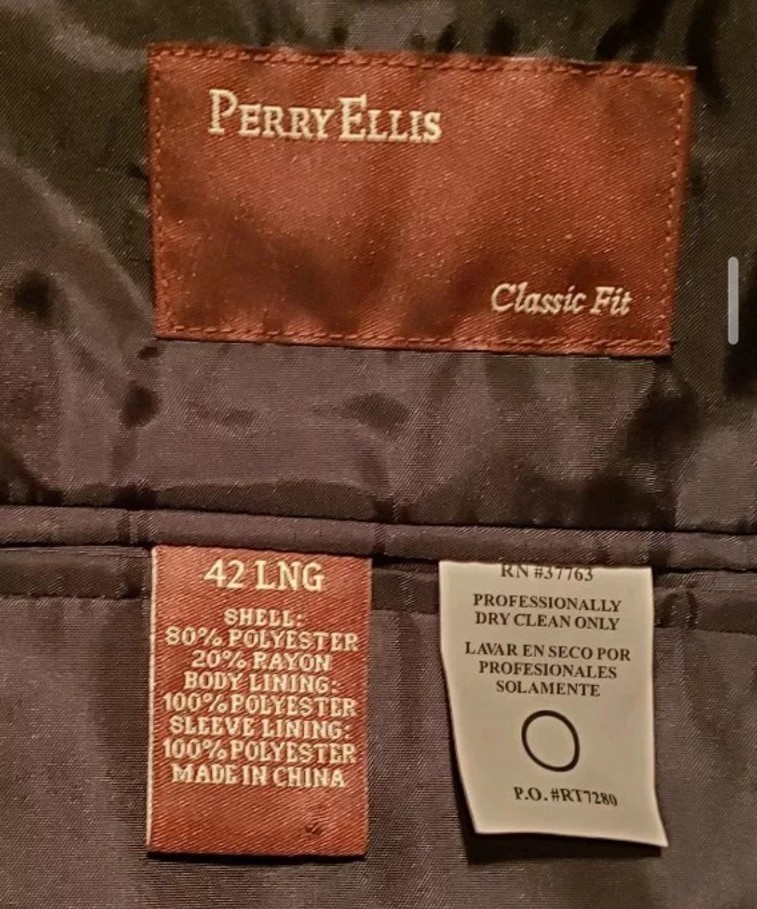 PERRY ELLIS
Classic Fit
42 LNG
SHELL:
80% POLYESTER
20% RAYON
BODY LINING:
100% POLYESTER
SLEEVE LINING:
100% POLYESTER
MADE IN CHINA
RN #37763
PROFESSIONALLY
DRY CLEAN ONLY
LAVAR EN SECO POR
PROFESIONALES
SOLAMENTE
P.O. #RT7280